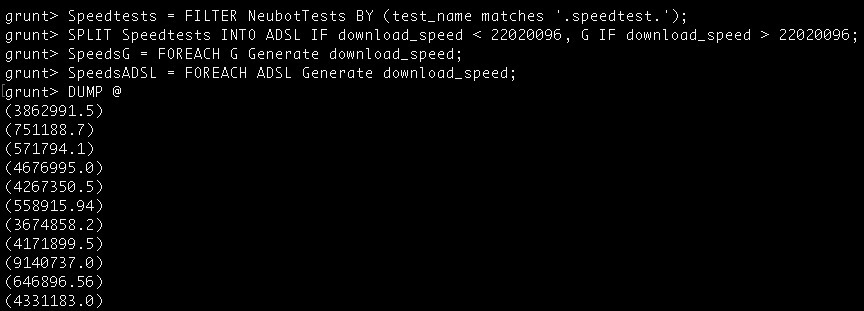 grunt> Speedtests = FILTER NeubotTests BY (test_name matches '.speedtest.');
grunt> SPLIT Speedtests INTO ADSL IF download_speed < 22020096, G IF download_speed > 22020096;
grunt> SpeedsG = FOREACH G Generate download_speed;
grunt> SpeedsADSL = FOREACH ADSL Generate download_speed;
grunt> DUMP @
(3862991.5)
(751188.7)
(571794.1)
(4676995.0)
(4267350.5)
(558915.94)
(3674858.2)
(4171899.5)
(9140737.0)
(646896.56)
(4331183.0)